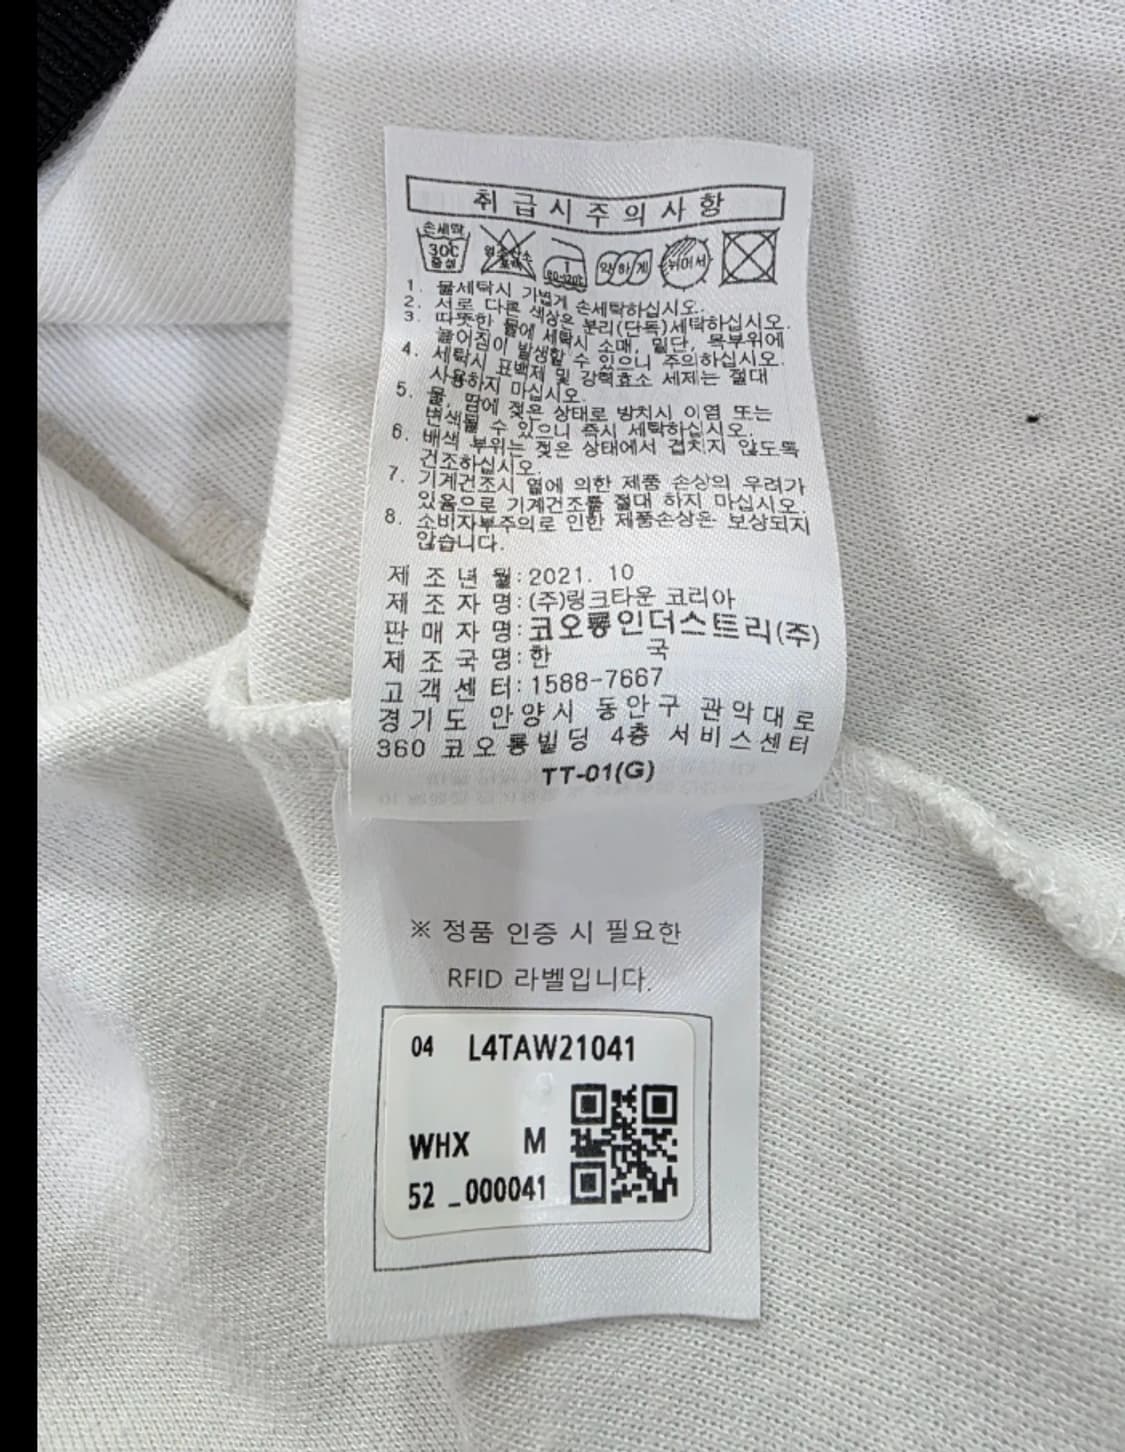 취급시주의사항
손세탁
30C
중성
염소산소
표백
1
80-120℃
약하게
뉘어서
1. 물세탁시 가볍게 손세탁하십시오.
2. 서로 다른 색상은 분리(단독)세탁하십시오.
3. 따뜻한 물에 세탁시 소매, 밑단, 목부위에
늘어짐이 발생할 수 있으니 주의하십시오.
4. 세탁시 표백제 및 강력효소 세제는 절대
사용하지 마십시오.
5. 물, 땀에 젖은 상태로 방치시 이염 또는
변색될 수 있으니 즉시 세탁하십시오.
6. 배색 부위는 젖은 상태에서 겹치지 않도록
건조하십시오.
7. 기계건조시 열에 의한 제품 손상의 우려가
있음으로 기계건조를 절대 하지 마십시오.
8. 소비자부주의로 인한 제품손상은 보상되지
않습니다.
제 조 년 월: 2021. 10
제 조 자 명: (주)링크타운 코리아
판 매 자 명: 코오롱인더스트리(주)
제 조 국 명: 한 국
고 객 센 터: 1588-7667
경기도 안양시 동안구 관악대로
360 코오롱빌딩 4층 서비스센터
TT-01(G)
※ 정품 인증 시 필요한
RFID 라벨입니다.
04 L4TAW21041
WHX M
52 _000041